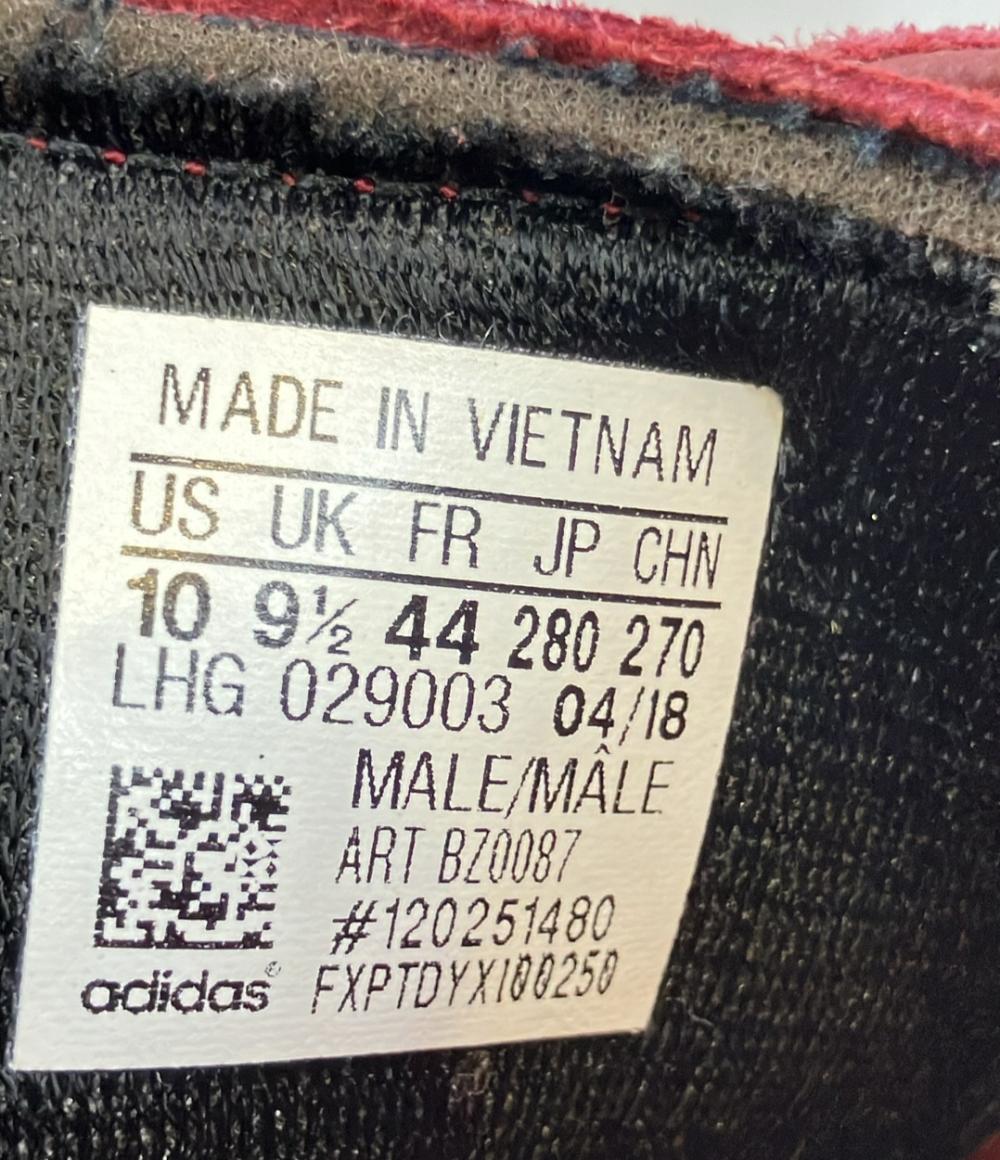 MADE IN VIETNAM
US UK FR JP CHN
10 9½ 44 280 270
LHG 029003 04/18
MALE/MÂLE
ART BZ0087
#120251480
adidas® FXPTDYX100250